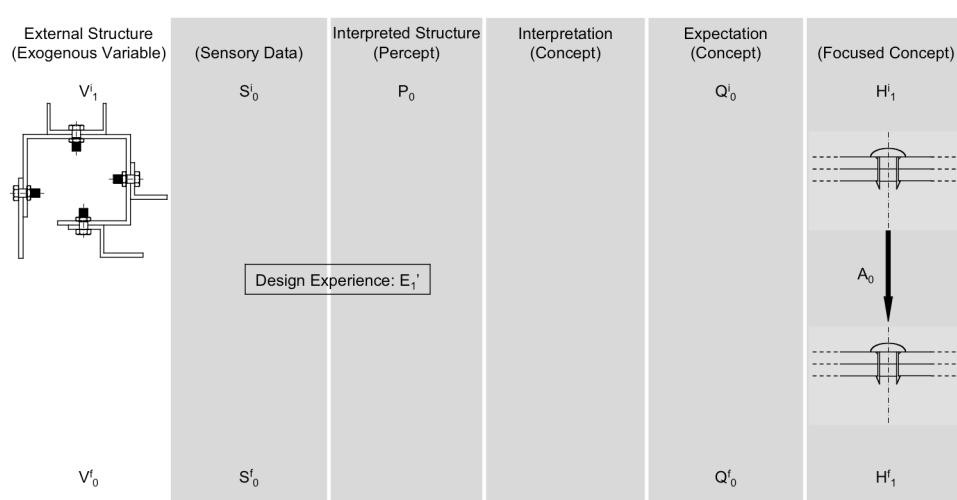 External Structure
(Exogenous Variable)
(Sensory Data)
Interpreted Structure
(Percept)
Interpretation
(Concept)
Expectation
(Concept)
(Focused Concept)
Vⁱ₁
Sⁱ₀
P₀
Qⁱ₀
Hⁱ₁
Design Experience: E₁’
A₀
Vᶠ₀
Sᶠ₀
Qᶠ₀
Hᶠ₁